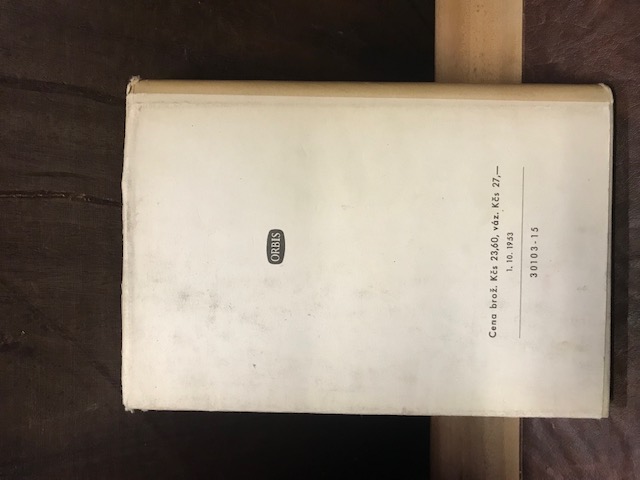 ORBIS
Cena brož. Kčs 23,60, váz. Kčs 27,—
1. 10. 1953
30103-15